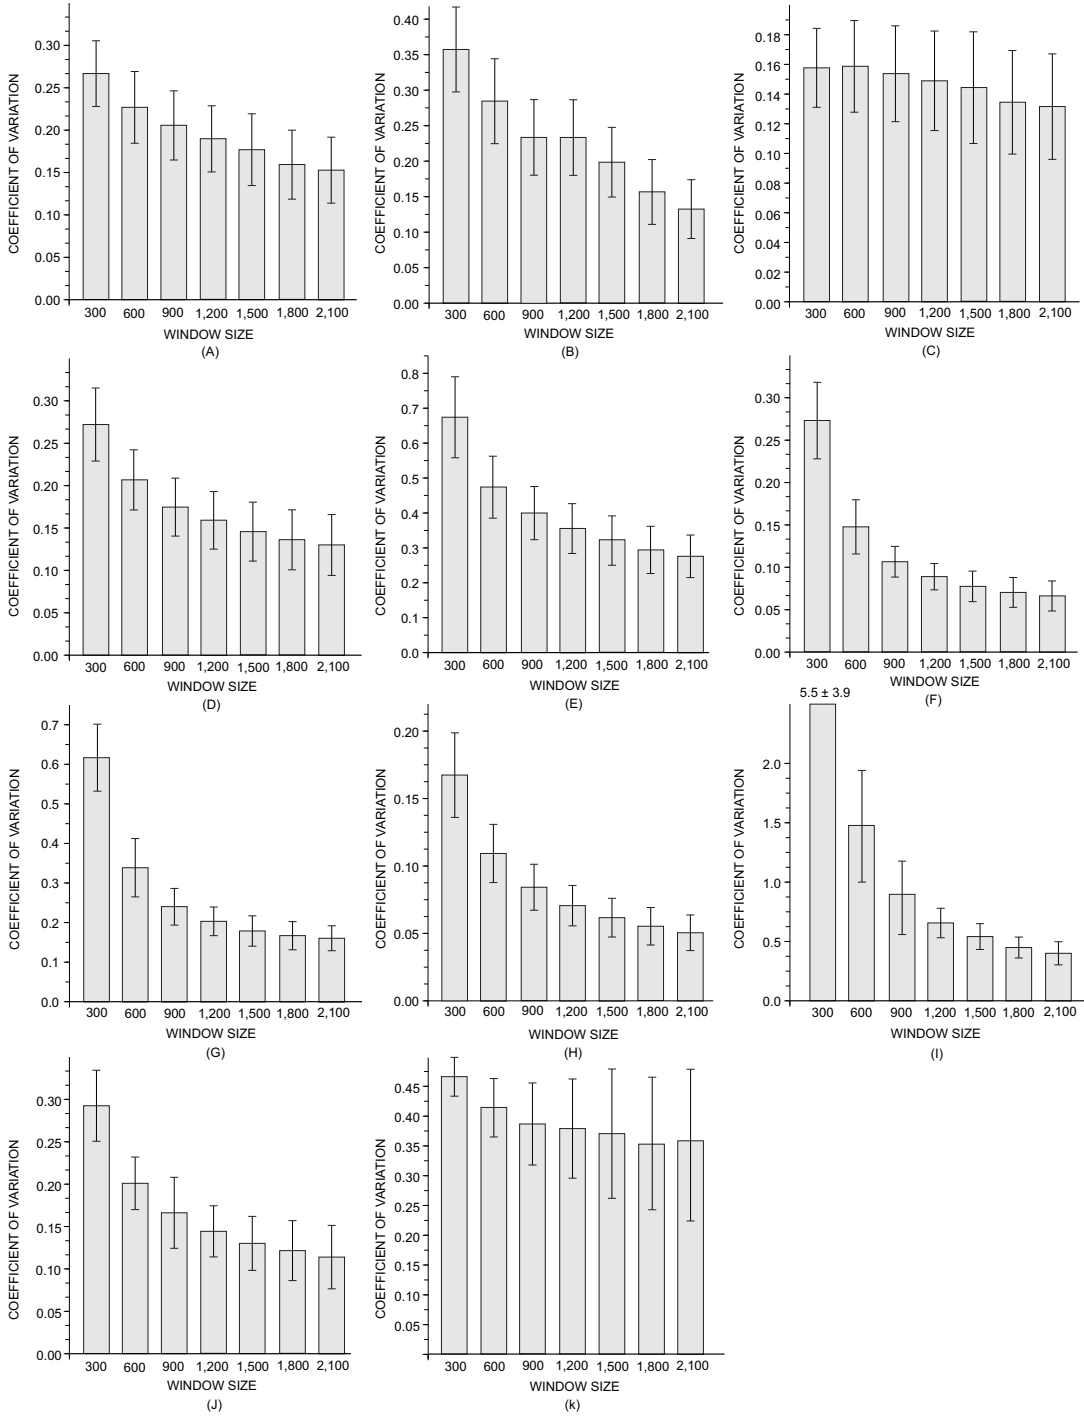 COEFFICIENT OF VARIATION
0.30
0.25
0.20
0.15
0.10
0.05
0.00
300 600 900 1,200 1,500 1,800 2,100
WINDOW SIZE
(A)
COEFFICIENT OF VARIATION
0.40
0.35
0.30
0.25
0.20
0.15
0.10
0.05
0.00
300 600 900 1,200 1,500 1,800 2,100
WINDOW SIZE
(B)
COEFFICIENT OF VARIATION
0.18
0.16
0.14
0.12
0.10
0.08
0.06
0.04
0.02
0.00
300 600 900 1,200 1,500 1,800 2,100
WINDOW SIZE
(C)
COEFFICIENT OF VARIATION
0.30
0.25
0.20
0.15
0.10
0.05
0.00
300 600 900 1,200 1,500 1,800 2,100
WINDOW SIZE
(D)
COEFFICIENT OF VARIATION
0.8
0.7
0.6
0.5
0.4
0.3
0.2
0.1
0.0
300 600 900 1,200 1,500 1,800 2,100
WINDOW SIZE
(E)
COEFFICIENT OF VARIATION
0.30
0.25
0.20
0.15
0.10
0.05
0.00
300 600 900 1,200 1,500 1,800 2,100
WINDOW SIZE
(F)
COEFFICIENT OF VARIATION
0.7
0.6
0.5
0.4
0.3
0.2
0.1
0.0
300 600 900 1,200 1,500 1,800 2,100
WINDOW SIZE
(G)
COEFFICIENT OF VARIATION
0.20
0.15
0.10
0.05
0.00
300 600 900 1,200 1,500 1,800 2,100
WINDOW SIZE
(H)
5.5 ± 3.9
COEFFICIENT OF VARIATION
2.0
1.5
1.0
0.5
0.0
300 600 900 1,200 1,500 1,800 2,100
WINDOW SIZE
(I)
COEFFICIENT OF VARIATION
0.30
0.25
0.20
0.15
0.10
0.05
0.00
300 600 900 1,200 1,500 1,800 2,100
WINDOW SIZE
(J)
COEFFICIENT OF VARIATION
0.45
0.40
0.35
0.30
0.25
0.20
0.15
0.10
0.05
300 600 900 1,200 1,500 1,800 2,100
WINDOW SIZE
(k)